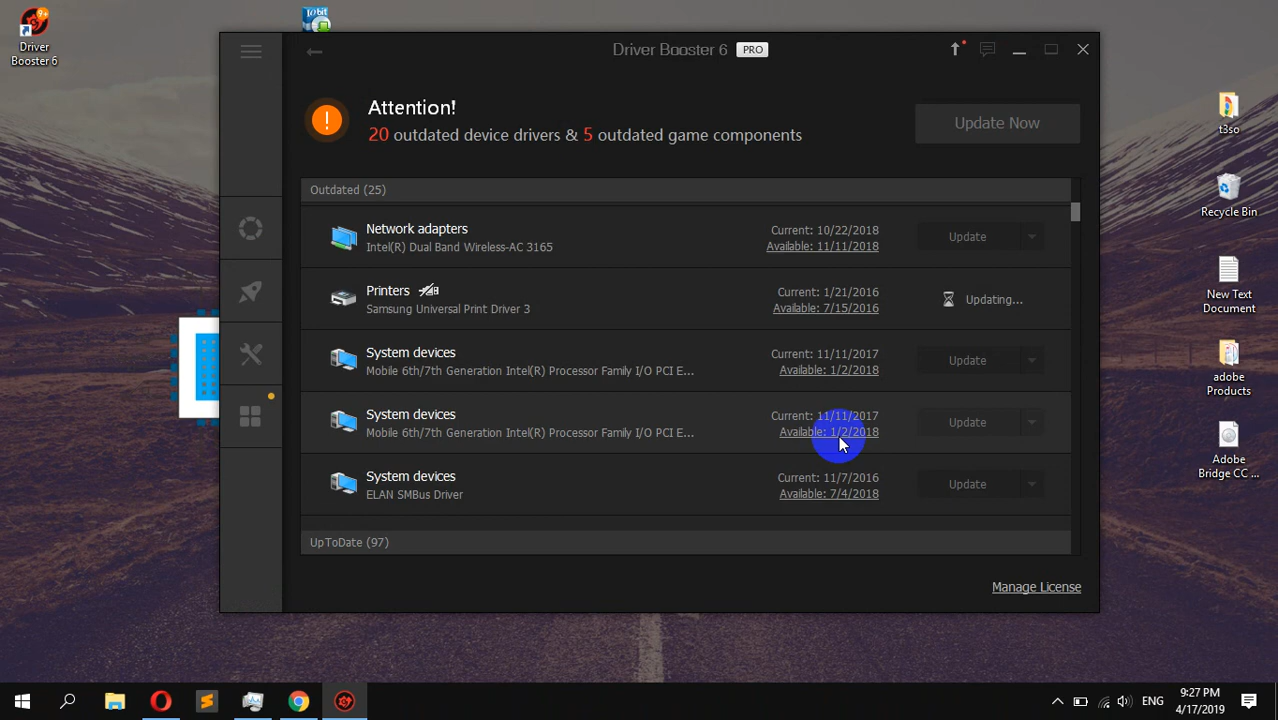 Driver
Booster 6
9+
10bit
Driver Booster 6 PRO
Attention!
20 outdated device drivers & 5 outdated game components
Update Now
Outdated (25)
Network adapters
Intel(R) Dual Band Wireless-AC 3165
Current: 10/22/2018
Available: 11/11/2018
Update
Printers
Samsung Universal Print Driver 3
Current: 1/21/2016
Available: 7/15/2016
Updating...
System devices
Mobile 6th/7th Generation Intel(R) Processor Family I/O PCI E...
Current: 11/11/2017
Available: 1/2/2018
Update
System devices
Mobile 6th/7th Generation Intel(R) Processor Family I/O PCI E...
Current: 11/11/2017
Available: 1/2/2018
Update
System devices
ELAN SMBus Driver
Current: 11/7/2016
Available: 7/4/2018
Update
UpToDate (97)
Manage License
t3so
Recycle Bin
New Text
Document
adobe
Products
Adobe
Bridge CC ...
ENG
9:27 PM
4/17/2019